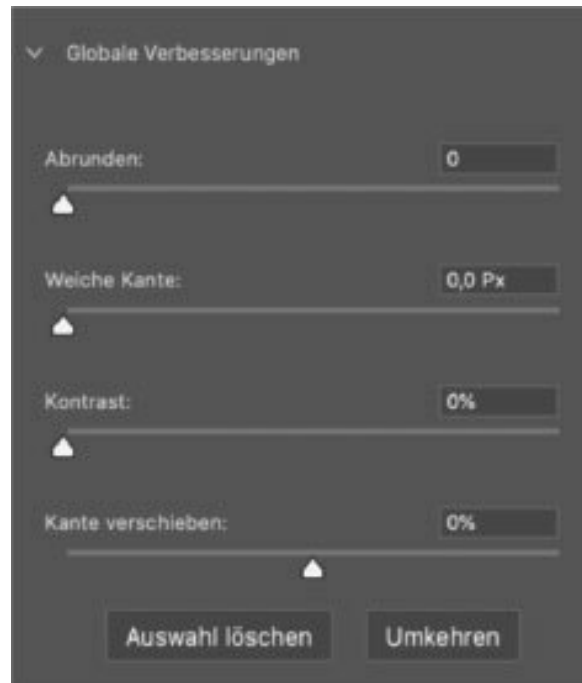 Globale Verbesserungen
Abrunden: 0
Weiche Kante: 0,0 Px
Kontrast: 0%
Kante verschieben: 0%
Auswahl löschen Umkehren